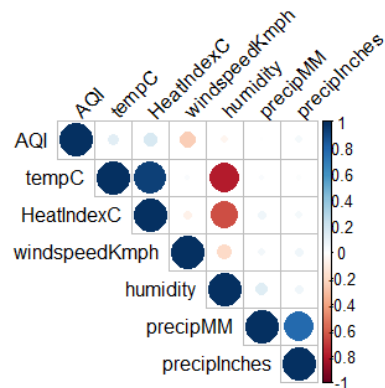 AQI
tempC
HeatIndexC
windspeedKmph
humidity
precipMM
precipInches
AQI
tempC
HeatIndexC
windspeedKmph
humidity
precipMM
precipInches
1
0.8
0.6
0.4
0.2
0
-0.2
-0.4
-0.6
-0.8
-1